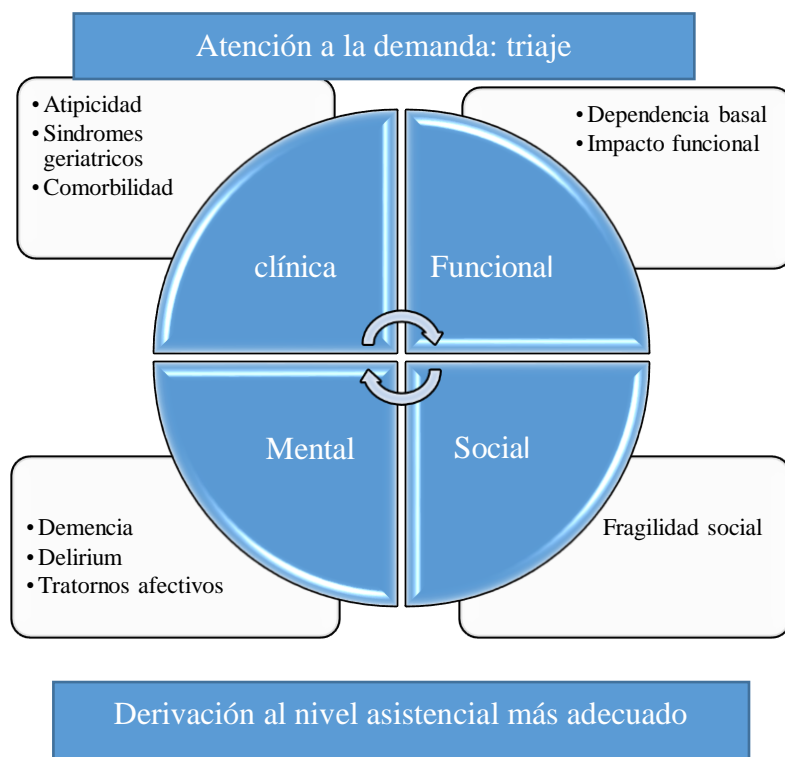 Atención a la demanda: triaje
• Atipicidad
• Sindromes
geriatricos
• Comorbilidad
• Dependencia basal
• Impacto funcional
clínica
Funcional
Mental
Social
• Demencia
• Delirium
• Tratornos afectivos
Fragilidad social
Derivación al nivel asistencial más adecuado